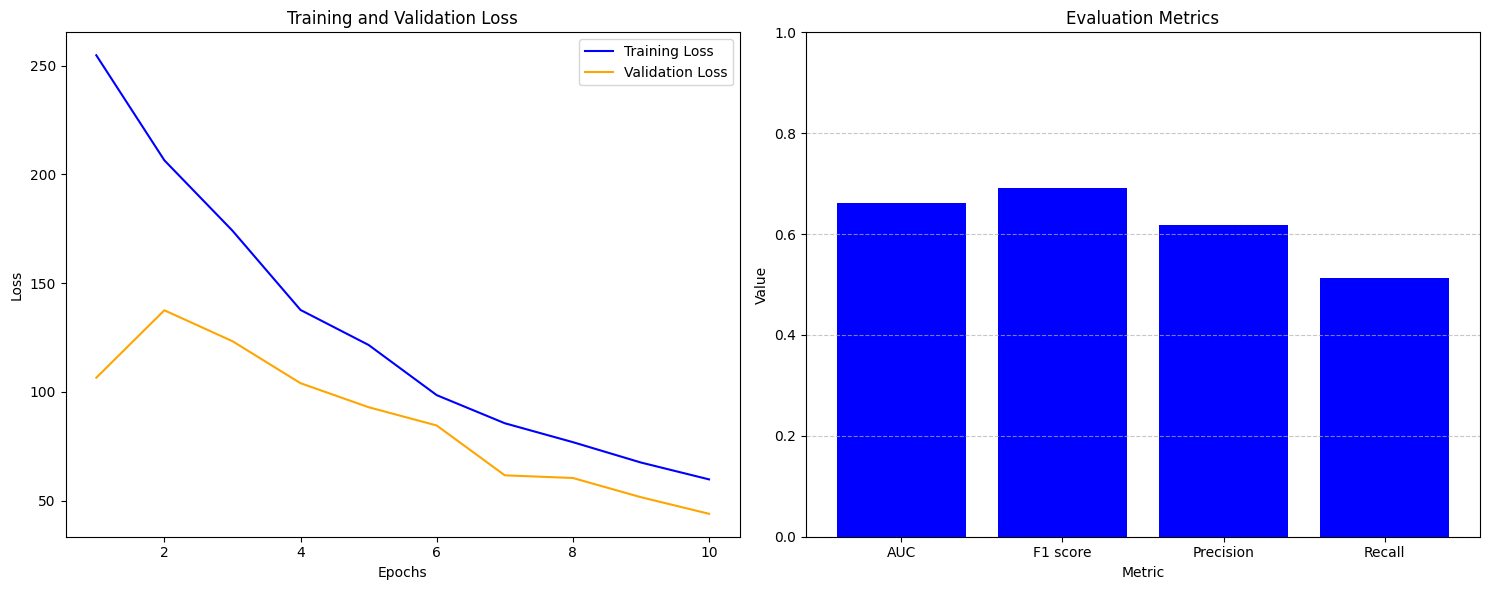 Training and Validation Loss
Training Loss
Validation Loss
250
200
150
100
50
Loss
2 4 6 8 10
Epochs
Evaluation Metrics
1.0
0.8
0.6
0.4
0.2
0.0
Value
AUC F1 score Precision Recall
Metric